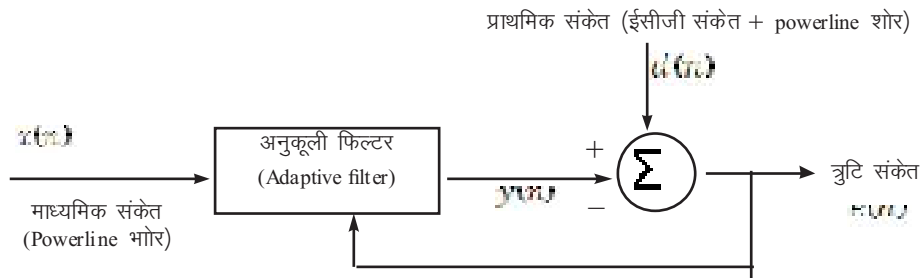 प्राथमिक संकेत (ईसीजी संकेत + powerline शोर)
d(n)
x(n)
अनुकूली फिल्टर
(Adaptive filter)
+
Σ
त्रुटि संकेत
y(n)
−
e(n)
माध्यमिक संकेत
(Powerline भाोर)